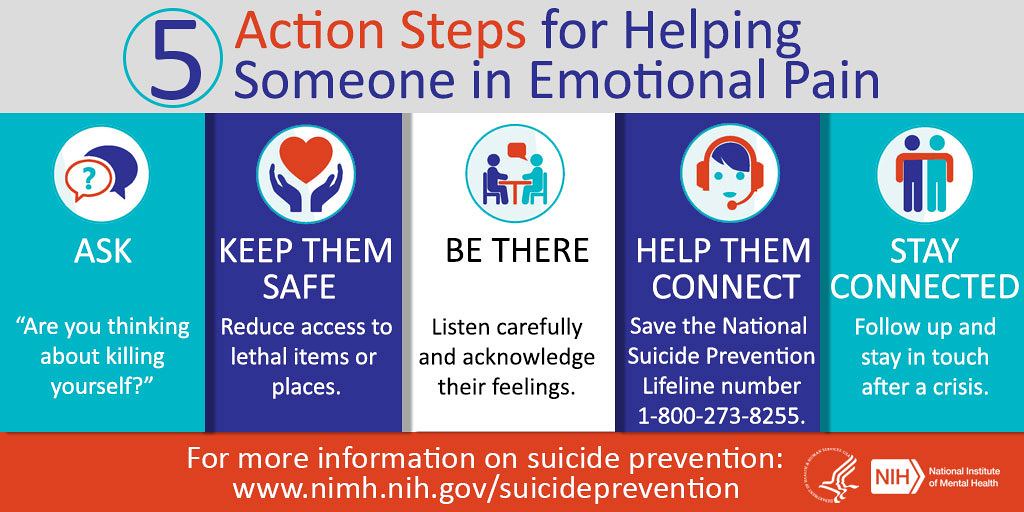 5 Action Steps for Helping
Someone in Emotional Pain
?
ASK
“Are you thinking
about killing
yourself?”
KEEP THEM
SAFE
Reduce access to
lethal items or
places.
BE THERE
Listen carefully
and acknowledge
their feelings.
HELP THEM
CONNECT
Save the National
Suicide Prevention
Lifeline number
1-800-273-8255.
STAY
CONNECTED
Follow up and
stay in touch
after a crisis.
For more information on suicide prevention:
www.nimh.nih.gov/suicideprevention
NIH
National Institute
of Mental Health